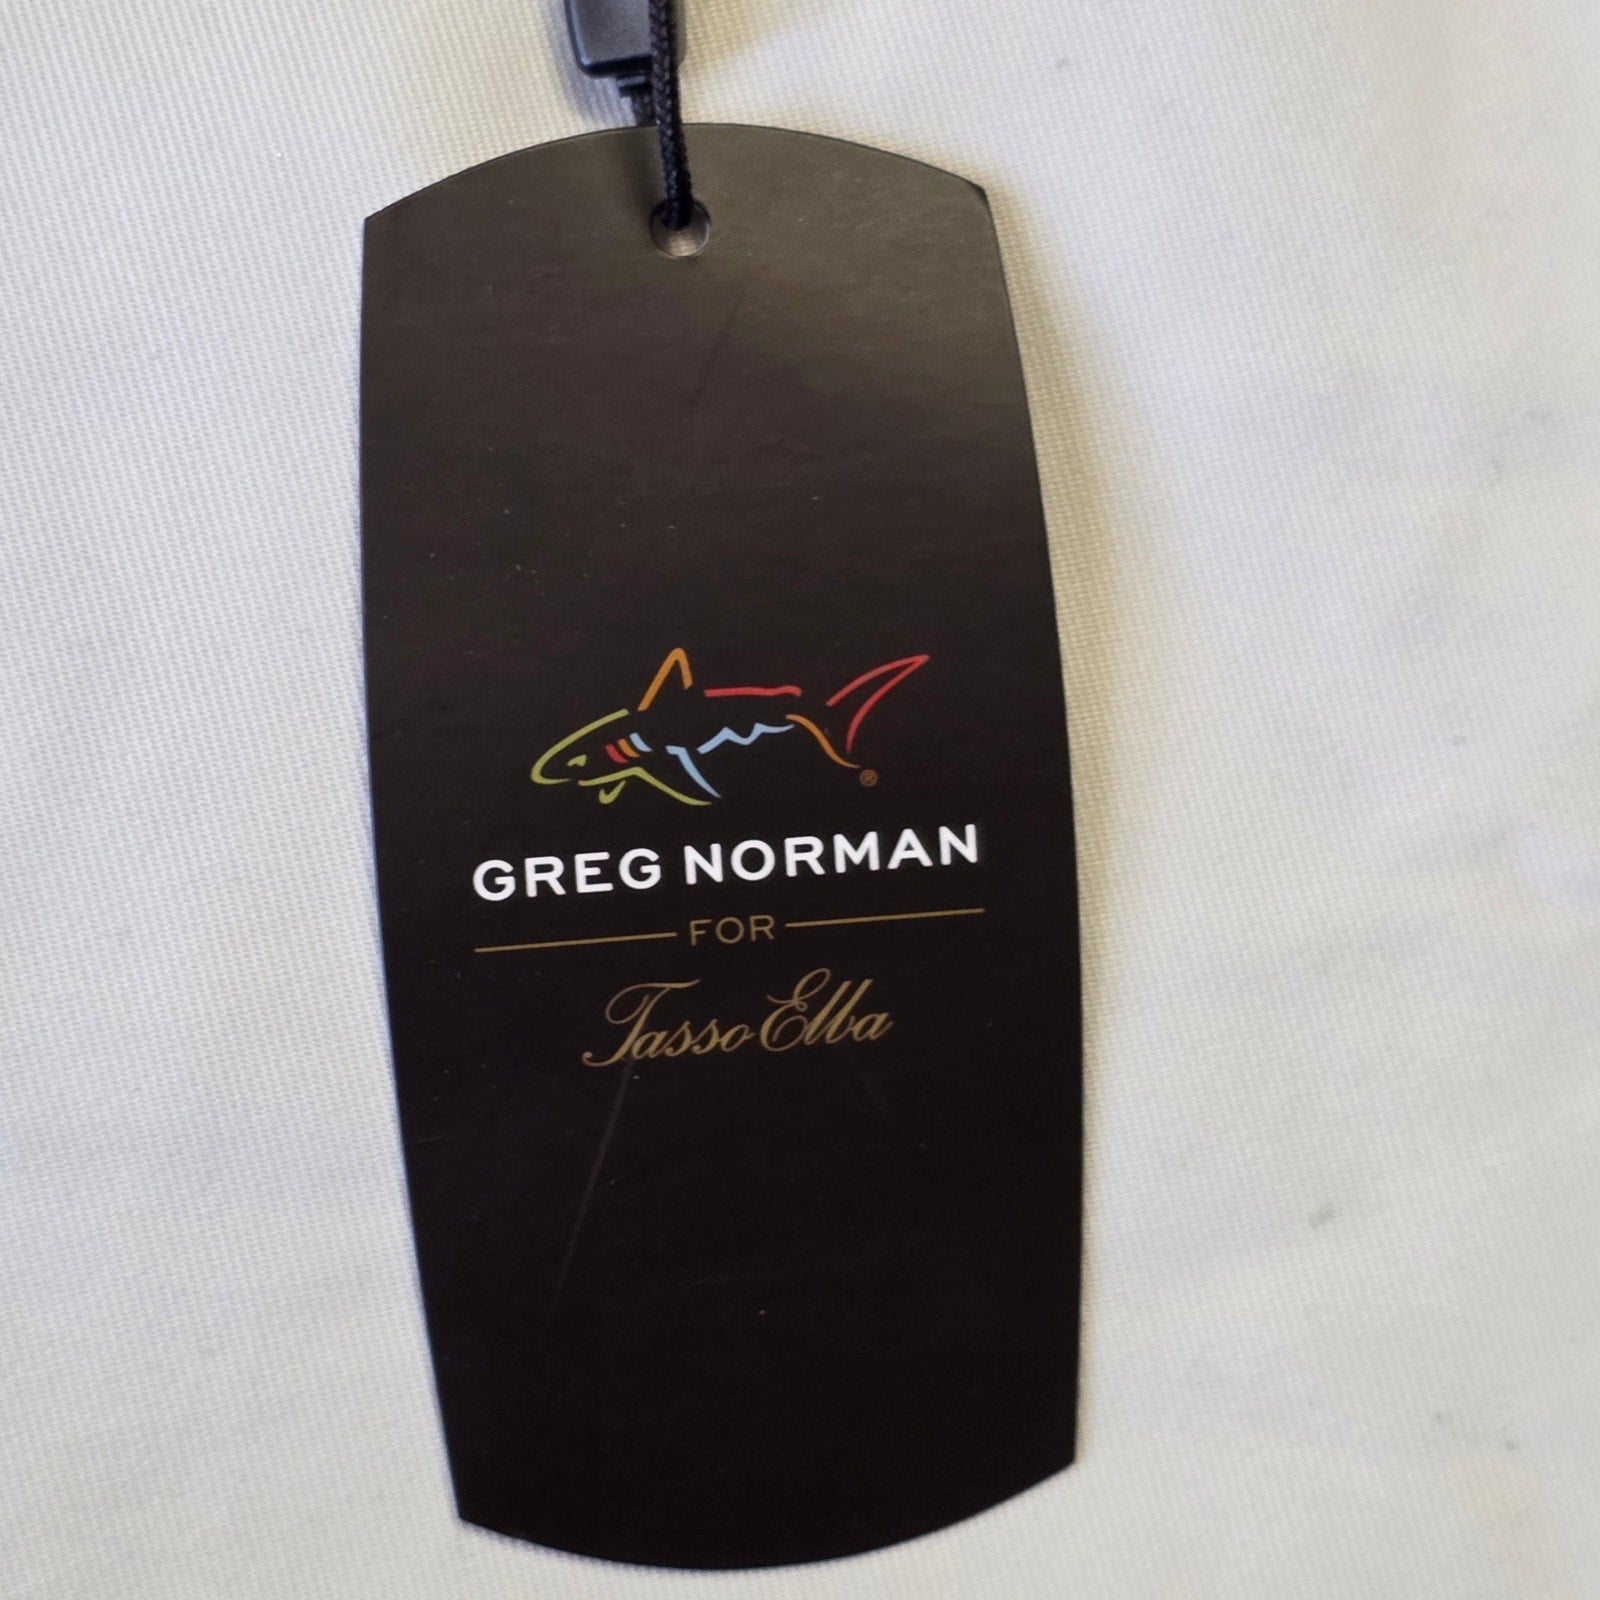 ®
GREG NORMAN
FOR
Tasso Elba